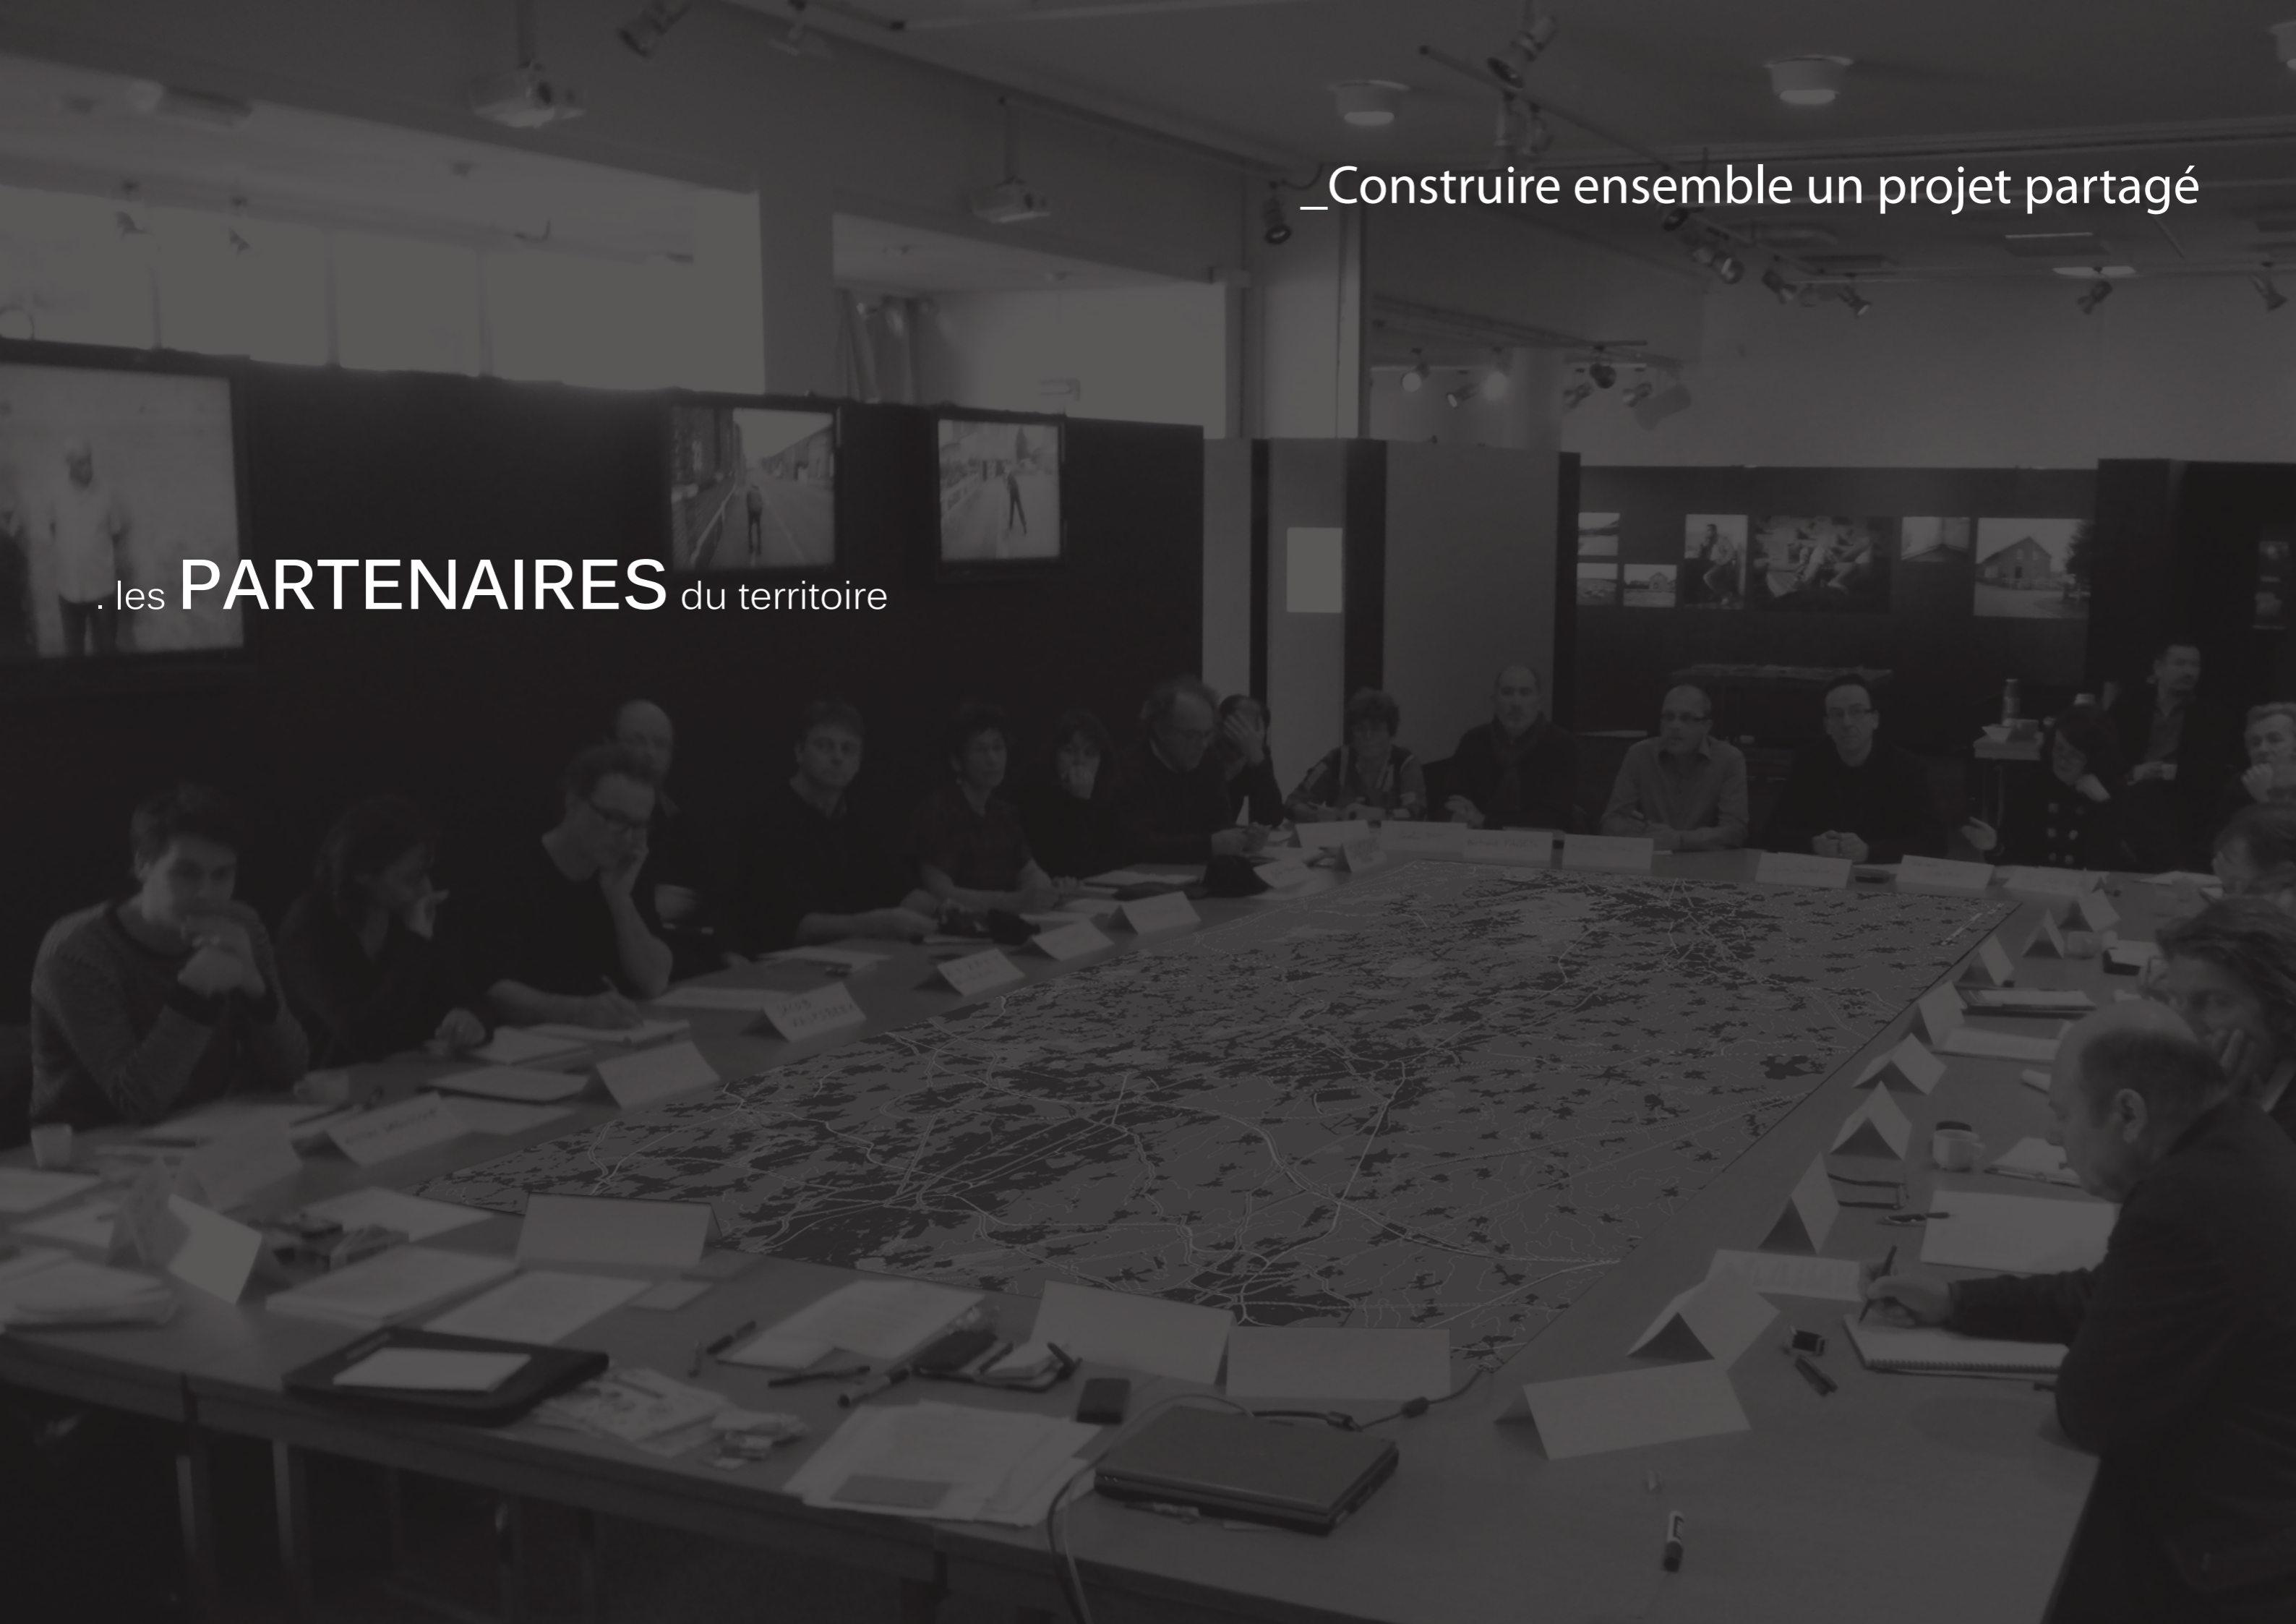 _Construire ensemble un projet partagé
. les PARTENAIRES du territoire